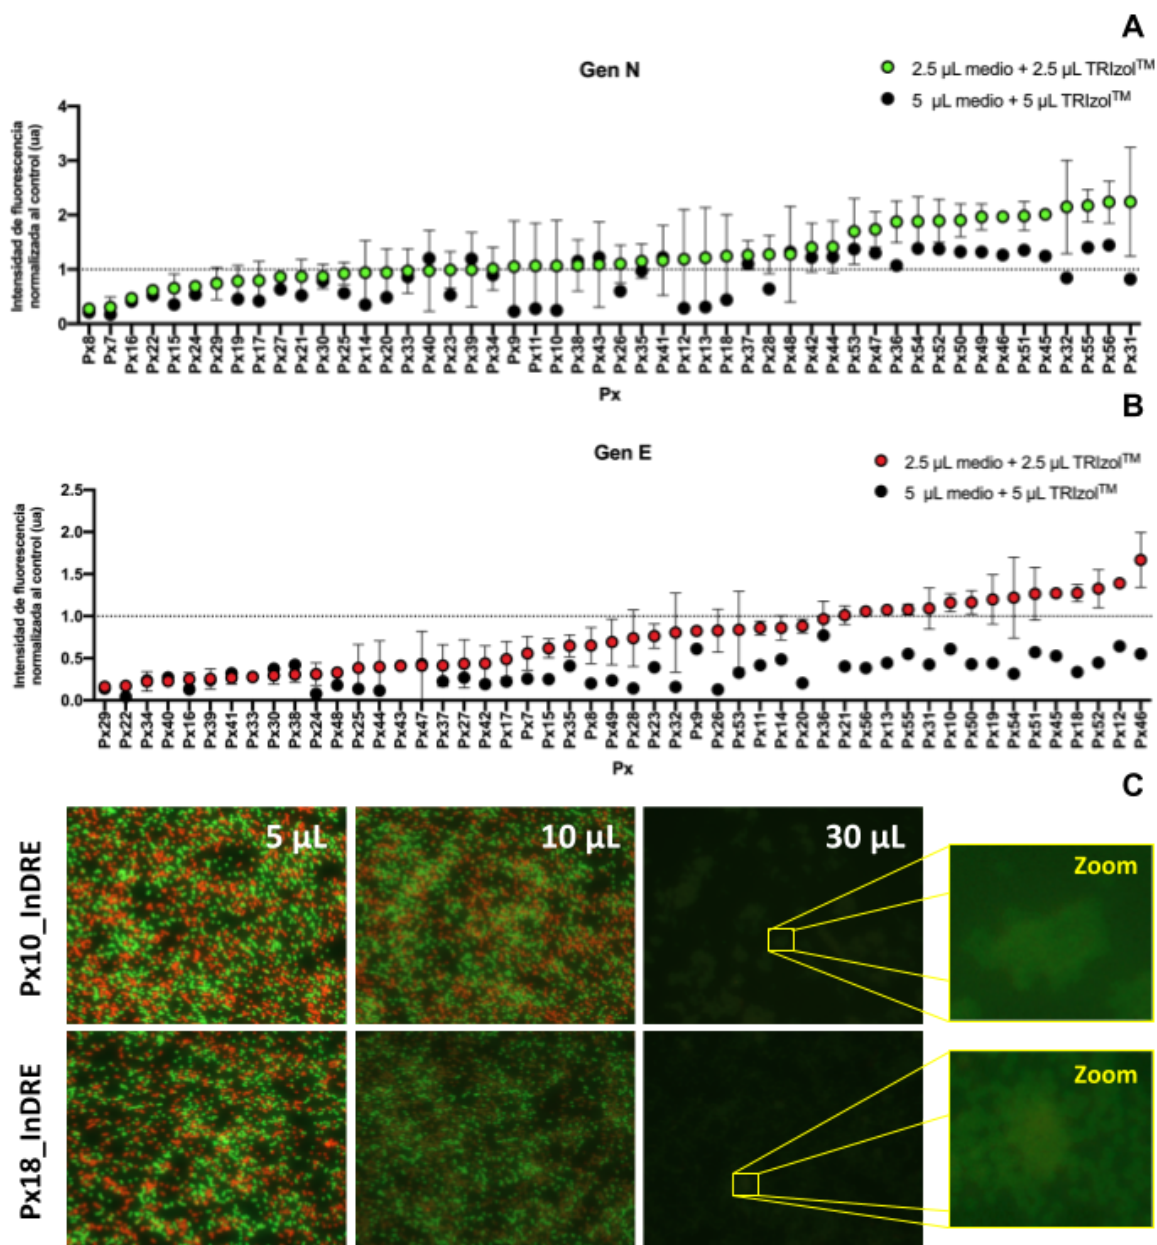 A
Gen N
2.5 µL medio + 2.5 µL TRIzol™
5 µL medio + 5 µL TRIzol™
Intensidad de fluorescencia
normalizada al control (ua)
4
3
2
1
0
Px8 Px7 Px16 Px22 Px15 Px24 Px29 Px19 Px17 Px27 Px21 Px30 Px25 Px14 Px20 Px33 Px40 Px23 Px39 Px34 Px9 Px11 Px10 Px38 Px43 Px26 Px35 Px41 Px12 Px13 Px18 Px37 Px28 Px48 Px42 Px44 Px53 Px47 Px36 Px54 Px52 Px50 Px49 Px46 Px51 Px45 Px32 Px55 Px56 Px31
Px
B
Gen E
2.5 µL medio + 2.5 µL TRIzol™
5 µL medio + 5 µL TRIzol™
Intensidad de fluorescencia
normalizada al control (ua)
2.5
2.0
1.5
1.0
0.5
0.0
Px29 Px22 Px34 Px40 Px16 Px39 Px41 Px33 Px30 Px38 Px24 Px48 Px25 Px44 Px43 Px47 Px37 Px27 Px42 Px17 Px7 Px15 Px35 Px8 Px49 Px28 Px23 Px32 Px9 Px26 Px53 Px11 Px14 Px20 Px36 Px21 Px56 Px13 Px55 Px31 Px10 Px50 Px19 Px54 Px51 Px45 Px18 Px52 Px12 Px46
Px
C
Px10_InDRE
5 µL
10 µL
30 µL
Zoom
Px18_InDRE
Zoom